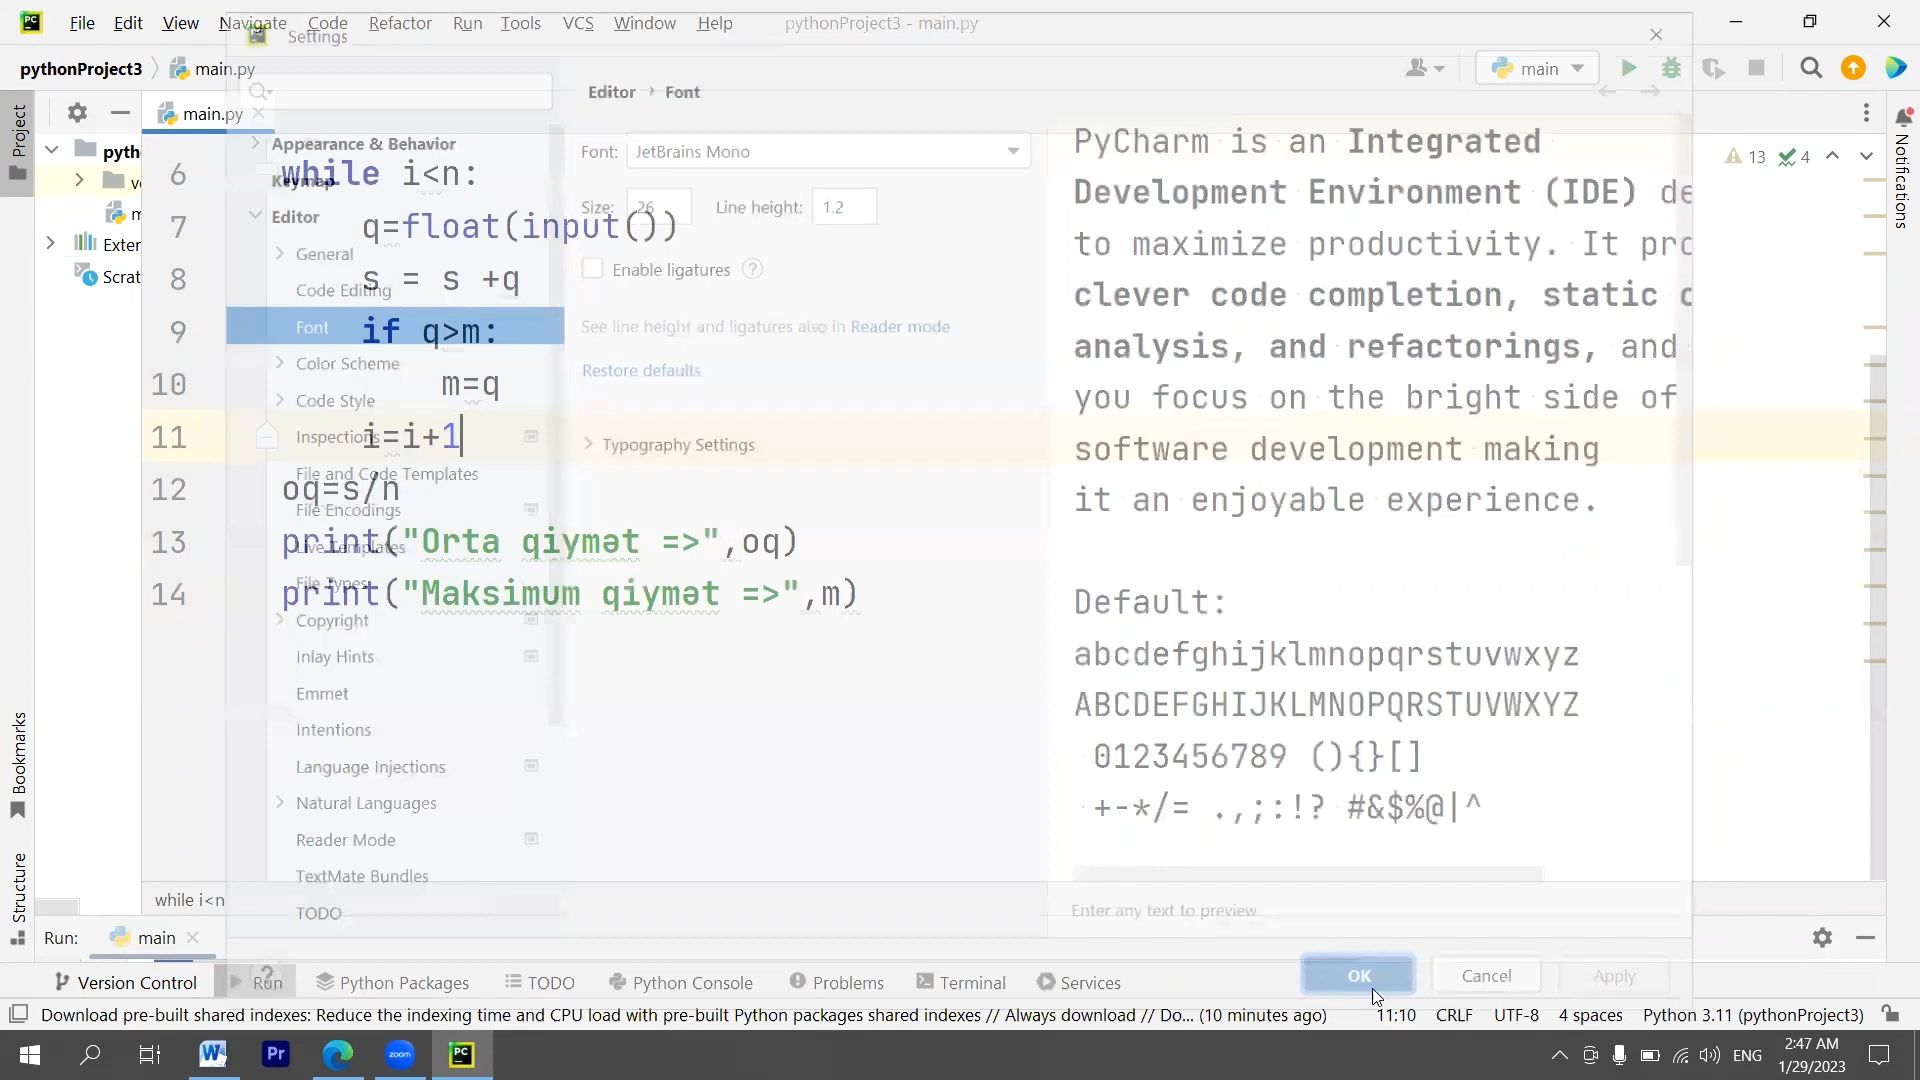 File Edit View Navigate Code Refactor Run Tools VCS Window Help pythonProject3 - main.py
Settings
pythonProject3 main.py
main
main.py
Editor › Font
Project
Notifications
Bookmarks
Structure
Exter
Scrat
13 4
6 while i<n:
7 q=float(input())
8 s = s +q
9 if q>m:
10 m=q
11 i=i+1
12 oq=s/n
13 print("Orta qiymət =>",oq)
14 print("Maksimum qiymət =>",m)
Appearance & Behavior
Keymap
Editor
General
Code Editing
Font
Color Scheme
Code Style
Inspections
File and Code Templates
File Encodings
Live Templates
File Types
Copyright
Inlay Hints
Emmet
Intentions
Language Injections
Natural Languages
Reader Mode
TextMate Bundles
TODO
Font: JetBrains Mono
Size: 26 Line height: 1.2
Enable ligatures
See line height and ligatures also in Reader mode
Restore defaults
Typography Settings
PyCharm is an Integrated
Development Environment (IDE) de
to maximize productivity. It pro
clever code completion, static
analysis, and refactorings, and
you focus on the bright side of
software development making
it an enjoyable experience.
Default:
abcdefghijklmnopqrstuvwxyz
ABCDEFGHIJKLMNOPQRSTUVWXYZ
0123456789 (){}[]
+-*/= .,;:!? #&$%@|^
Enter any text to preview
OK Cancel Apply
while i<n
Run: main
Version Control Run Python Packages TODO Python Console Problems Terminal Services
Download pre-built shared indexes: Reduce the indexing time and CPU load with pre-built Python packages shared indexes // Always download // Do... (10 minutes ago) 11:10 CRLF UTF-8 4 spaces Python 3.11 (pythonProject3)
W Pr zoom PC ENG
2:47 AM
1/29/2023